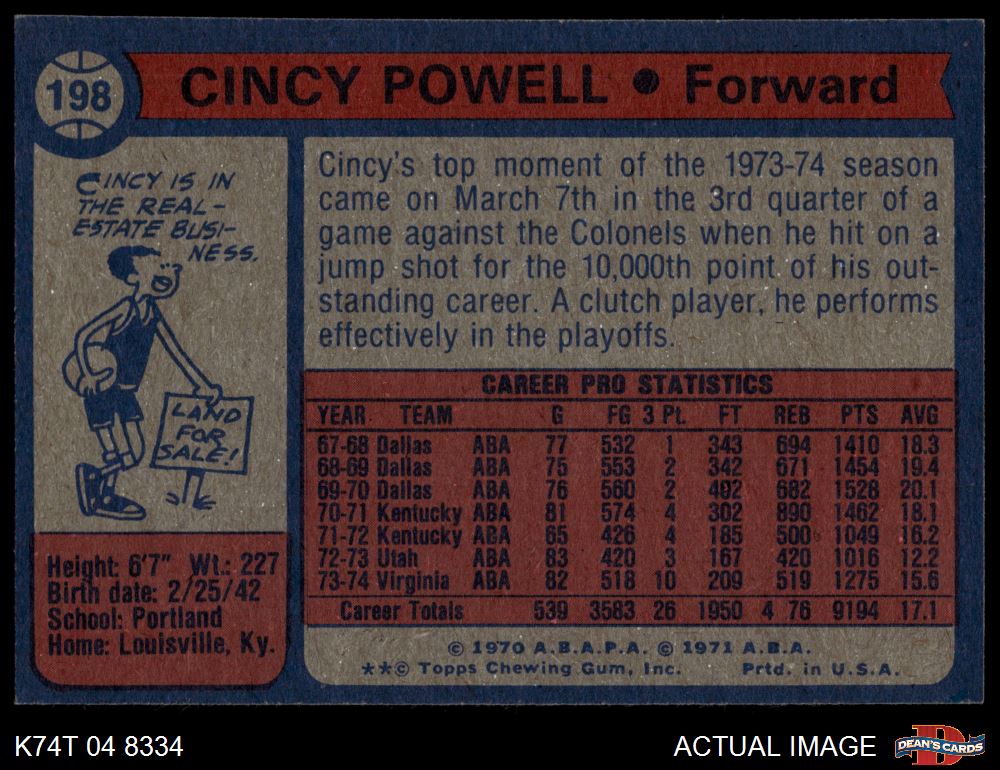 198
CINCY POWELL ● Forward
CINCY IS IN
THE REAL-
ESTATE BUSI-
NESS.
LAND
FOR
SALE!
Height: 6'7" Wt.: 227
Birth date: 2/25/42
School: Portland
Home: Louisville, Ky.
Cincy's top moment of the 1973-74 season
came on March 7th in the 3rd quarter of a
game against the Colonels when he hit on a
jump shot for the 10,000th point of his out-
standing career. A clutch player, he performs
effectively in the playoffs.
CAREER PRO STATISTICS
YEAR TEAM G FG 3 Pt. FT REB PTS AVG
67-68 Dallas ABA 77 532 1 343 694 1410 18.3
68-69 Dallas ABA 75 553 2 342 671 1454 19.4
69-70 Dallas ABA 76 560 2 402 682 1528 20.1
70-71 Kentucky ABA 81 574 4 302 890 1462 18.1
71-72 Kentucky ABA 65 426 4 185 500 1049 16.2
72-73 Utah ABA 83 420 3 167 420 1016 12.2
73-74 Virginia ABA 82 518 10 209 519 1275 15.6
Career Totals 539 3583 26 1950 4 76 9194 17.1
© 1970 A.B.A.P.A. © 1971 A.B.A.
**© Topps Chewing Gum, Inc. Prtd. in U.S.A.
K74T 04 8334
ACTUAL IMAGE
DEAN'S CARDS